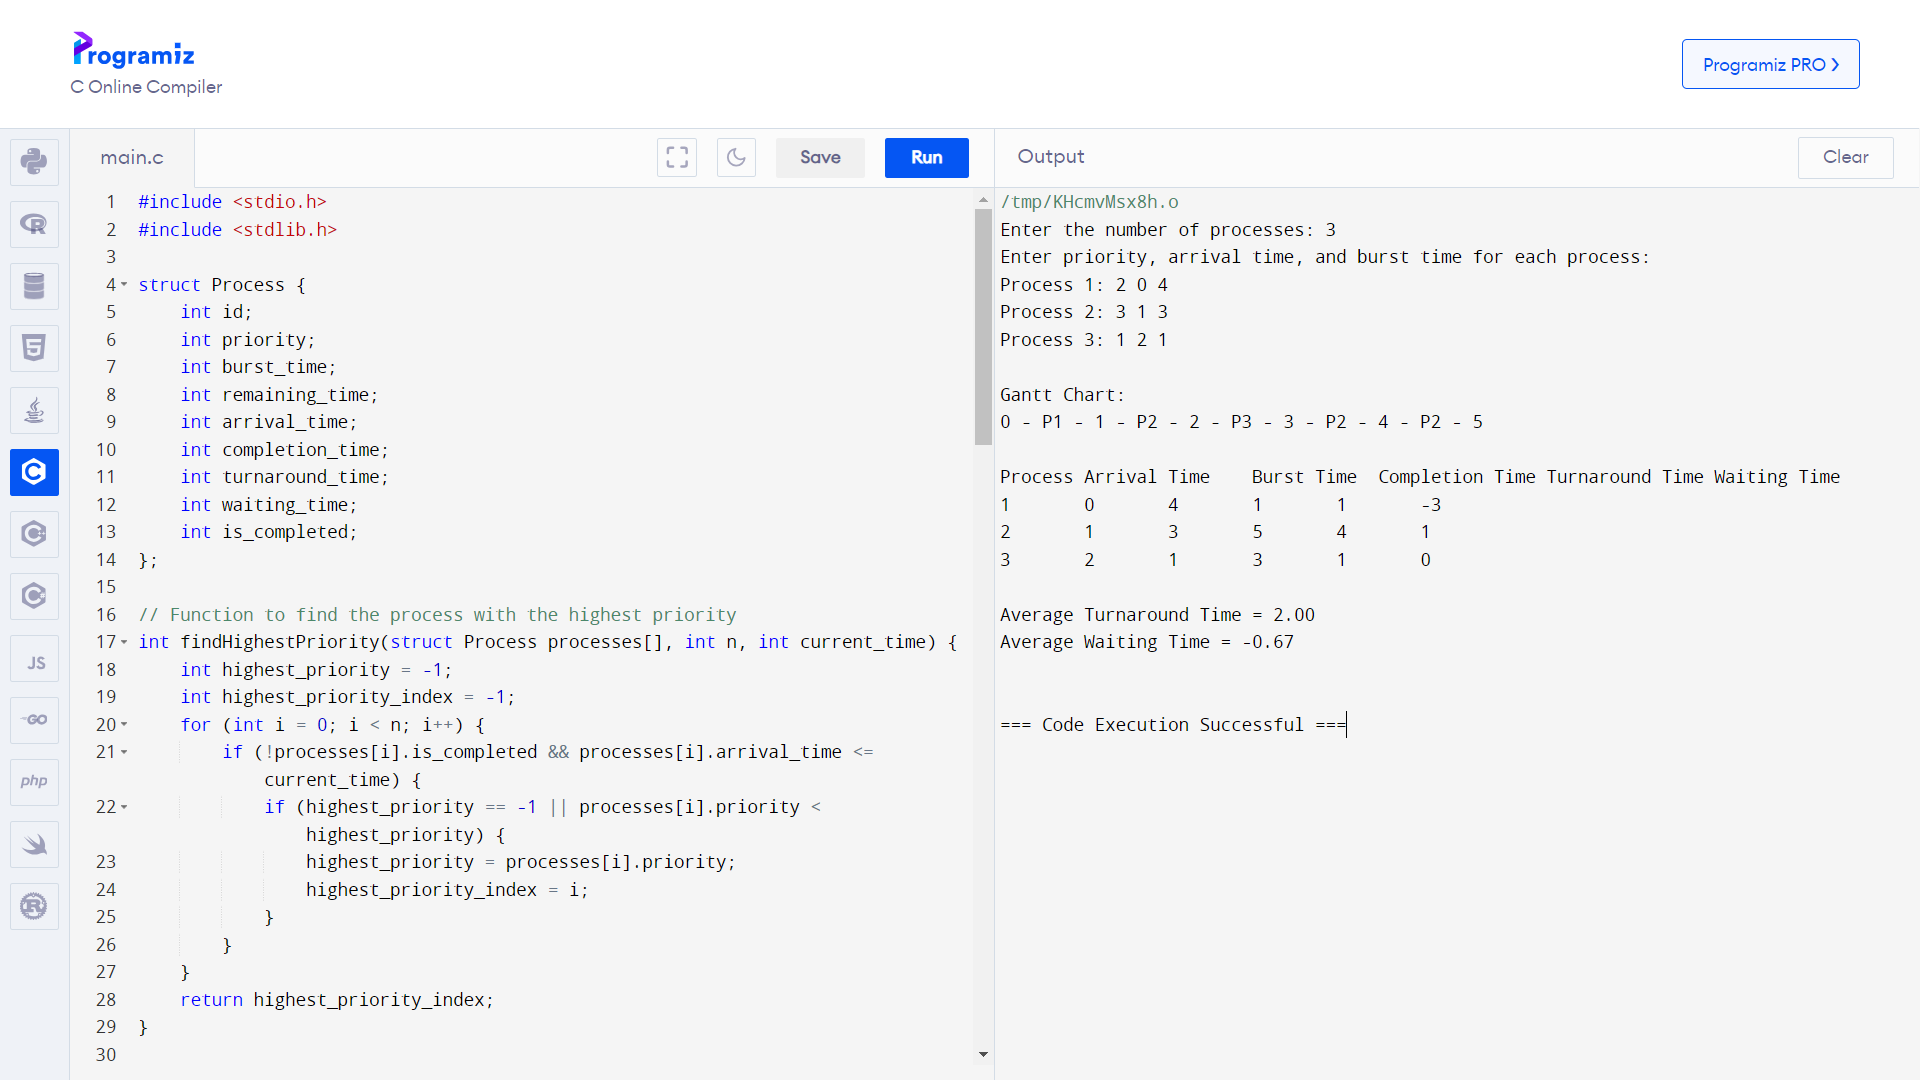 Programiz
C Online Compiler
Programiz PRO >
main.c
Save
Run
Output
Clear
JS
GO
php
1 #include <stdio.h>
2 #include <stdlib.h>
3
4 struct Process {
5     int id;
6     int priority;
7     int burst_time;
8     int remaining_time;
9     int arrival_time;
10     int completion_time;
11     int turnaround_time;
12     int waiting_time;
13     int is_completed;
14 };
15
16 // Function to find the process with the highest priority
17 int findHighestPriority(struct Process processes[], int n, int current_time) {
18     int highest_priority = -1;
19     int highest_priority_index = -1;
20     for (int i = 0; i < n; i++) {
21         if (!processes[i].is_completed && processes[i].arrival_time <=
            current_time) {
22             if (highest_priority == -1 || processes[i].priority <
                highest_priority) {
23                 highest_priority = processes[i].priority;
24                 highest_priority_index = i;
25             }
26         }
27     }
28     return highest_priority_index;
29 }
30
/tmp/KHcmvMsx8h.o
Enter the number of processes: 3
Enter priority, arrival time, and burst time for each process:
Process 1: 2 0 4
Process 2: 3 1 3
Process 3: 1 2 1
Gantt Chart:
0 - P1 - 1 - P2 - 2 - P3 - 3 - P2 - 4 - P2 - 5
Process Arrival Time    Burst Time  Completion Time Turnaround Time Waiting Time
1       0       4       1       1       -3
2       1       3       5       4       1
3       2       1       3       1       0
Average Turnaround Time = 2.00
Average Waiting Time = -0.67
=== Code Execution Successful ===